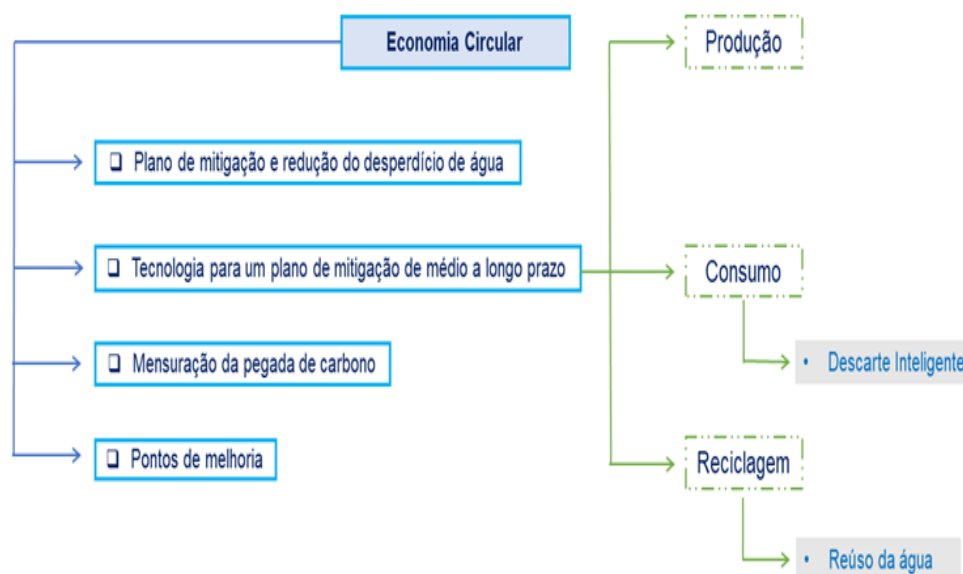 Economia Circular
Plano de mitigação e redução do desperdício de água
Tecnologia para um plano de mitigação de médio a longo prazo
Mensuração da pegada de carbono
Pontos de melhoria
Produção
Consumo
• Descarte Inteligente
Reciclagem
• Reúso da água